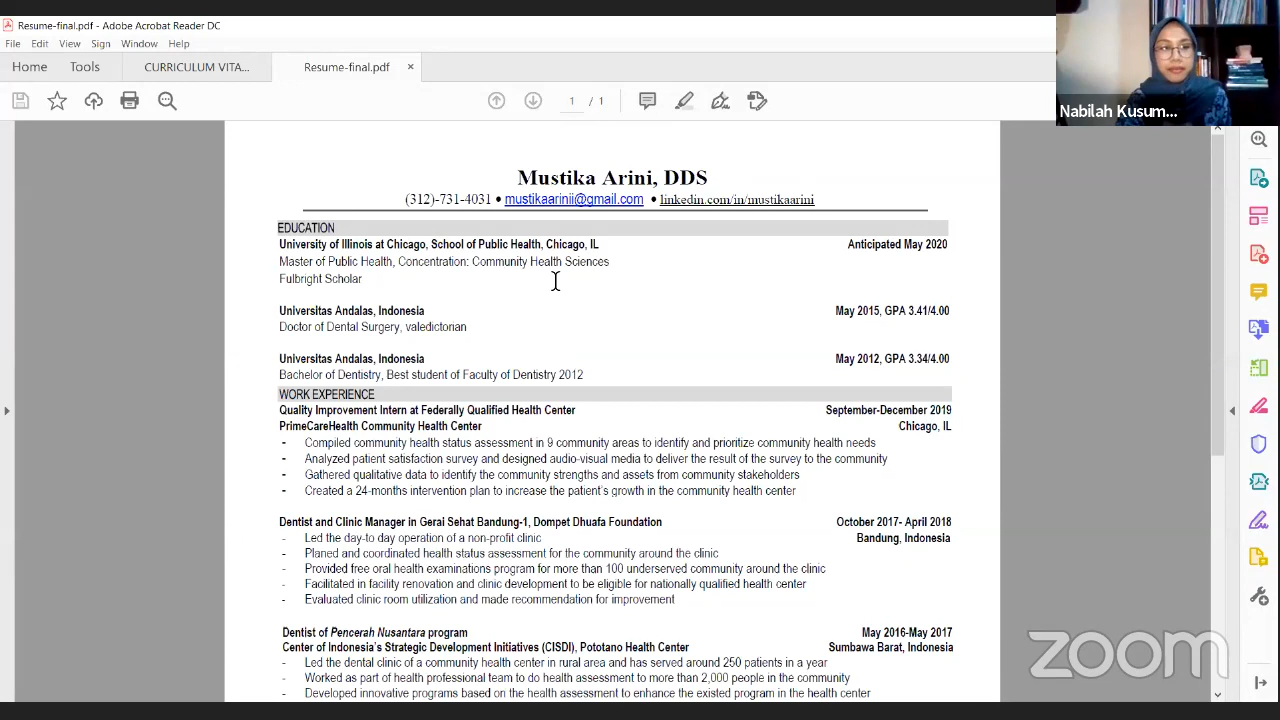 Resume-final.pdf - Adobe Acrobat Reader DC
File Edit View Sign Window Help
Home Tools CURRICULUM VITA... Resume-final.pdf ×
1 / 1
Nabilah Kusum...
Mustika Arini, DDS
(312)-731-4031 • mustikaarinii@gmail.com • linkedin.com/in/mustikaarini
EDUCATION
University of Illinois at Chicago, School of Public Health, Chicago, IL Anticipated May 2020
Master of Public Health, Concentration: Community Health Sciences
Fulbright Scholar
Universitas Andalas, Indonesia May 2015, GPA 3.41/4.00
Doctor of Dental Surgery, valedictorian
Universitas Andalas, Indonesia May 2012, GPA 3.34/4.00
Bachelor of Dentistry, Best student of Faculty of Dentistry 2012
WORK EXPERIENCE
Quality Improvement Intern at Federally Qualified Health Center September-December 2019
PrimeCareHealth Community Health Center Chicago, IL
- Compiled community health status assessment in 9 community areas to identify and prioritize community health needs
- Analyzed patient satisfaction survey and designed audio-visual media to deliver the result of the survey to the community
- Gathered qualitative data to identify the community strengths and assets from community stakeholders
- Created a 24-months intervention plan to increase the patient's growth in the community health center
Dentist and Clinic Manager in Gerai Sehat Bandung-1, Dompet Dhuafa Foundation October 2017- April 2018
- Led the day-to day operation of a non-profit clinic Bandung, Indonesia
- Planed and coordinated health status assessment for the community around the clinic
- Provided free oral health examinations program for more than 100 underserved community around the clinic
- Facilitated in facility renovation and clinic development to be eligible for nationally qualified health center
- Evaluated clinic room utilization and made recommendation for improvement
Dentist of Pencerah Nusantara program May 2016-May 2017
Center of Indonesia's Strategic Development Initiatives (CISDI), Pototano Health Center Sumbawa Barat, Indonesia
- Led the dental clinic of a community health center in rural area and has served around 250 patients in a year
- Worked as part of health professional team to do health assessment to more than 2,000 people in the community
- Developed innovative programs based on the health assessment to enhance the existed program in the health center
zoom